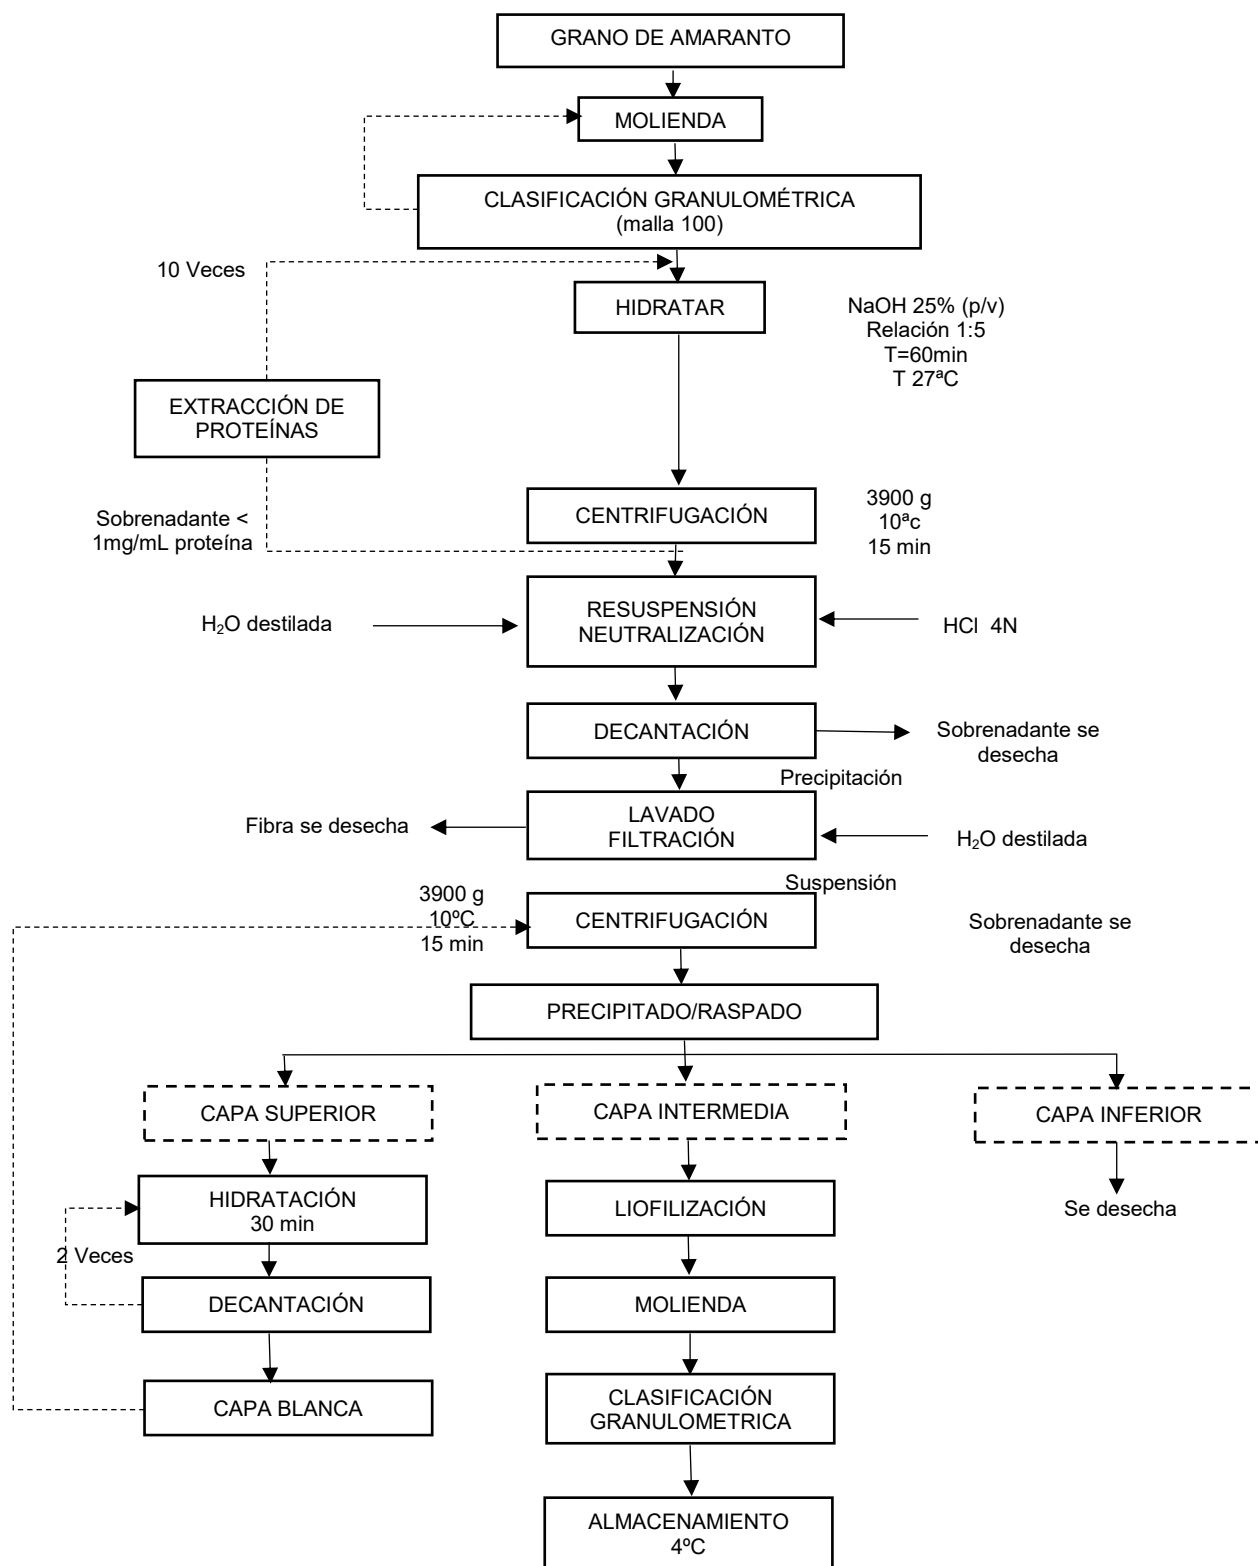 GRANO DE AMARANTO
MOLIENDA
CLASIFICACIÓN GRANULOMÉTRICA
(malla 100)
10 Veces
HIDRATAR
NaOH 25% (p/v)
Relación 1:5
T=60min
T 27ªC
EXTRACCIÓN DE
PROTEÍNAS
Sobrenadante <
1mg/mL proteína
CENTRIFUGACIÓN
3900 g
10ªc
15 min
H₂O destilada
RESUSPENSIÓN
NEUTRALIZACIÓN
HCl 4N
DECANTACIÓN
Sobrenadante se
desecha
Precipitación
Fibra se desecha
LAVADO
FILTRACIÓN
H₂O destilada
Suspensión
3900 g
10ºC
15 min
CENTRIFUGACIÓN
Sobrenadante se
desecha
PRECIPITADO/RASPADO
CAPA SUPERIOR
CAPA INTERMEDIA
CAPA INFERIOR
HIDRATACIÓN
30 min
LIOFILIZACIÓN
Se desecha
2 Veces
DECANTACIÓN
MOLIENDA
CAPA BLANCA
CLASIFICACIÓN
GRANULOMETRICA
ALMACENAMIENTO
4ºC